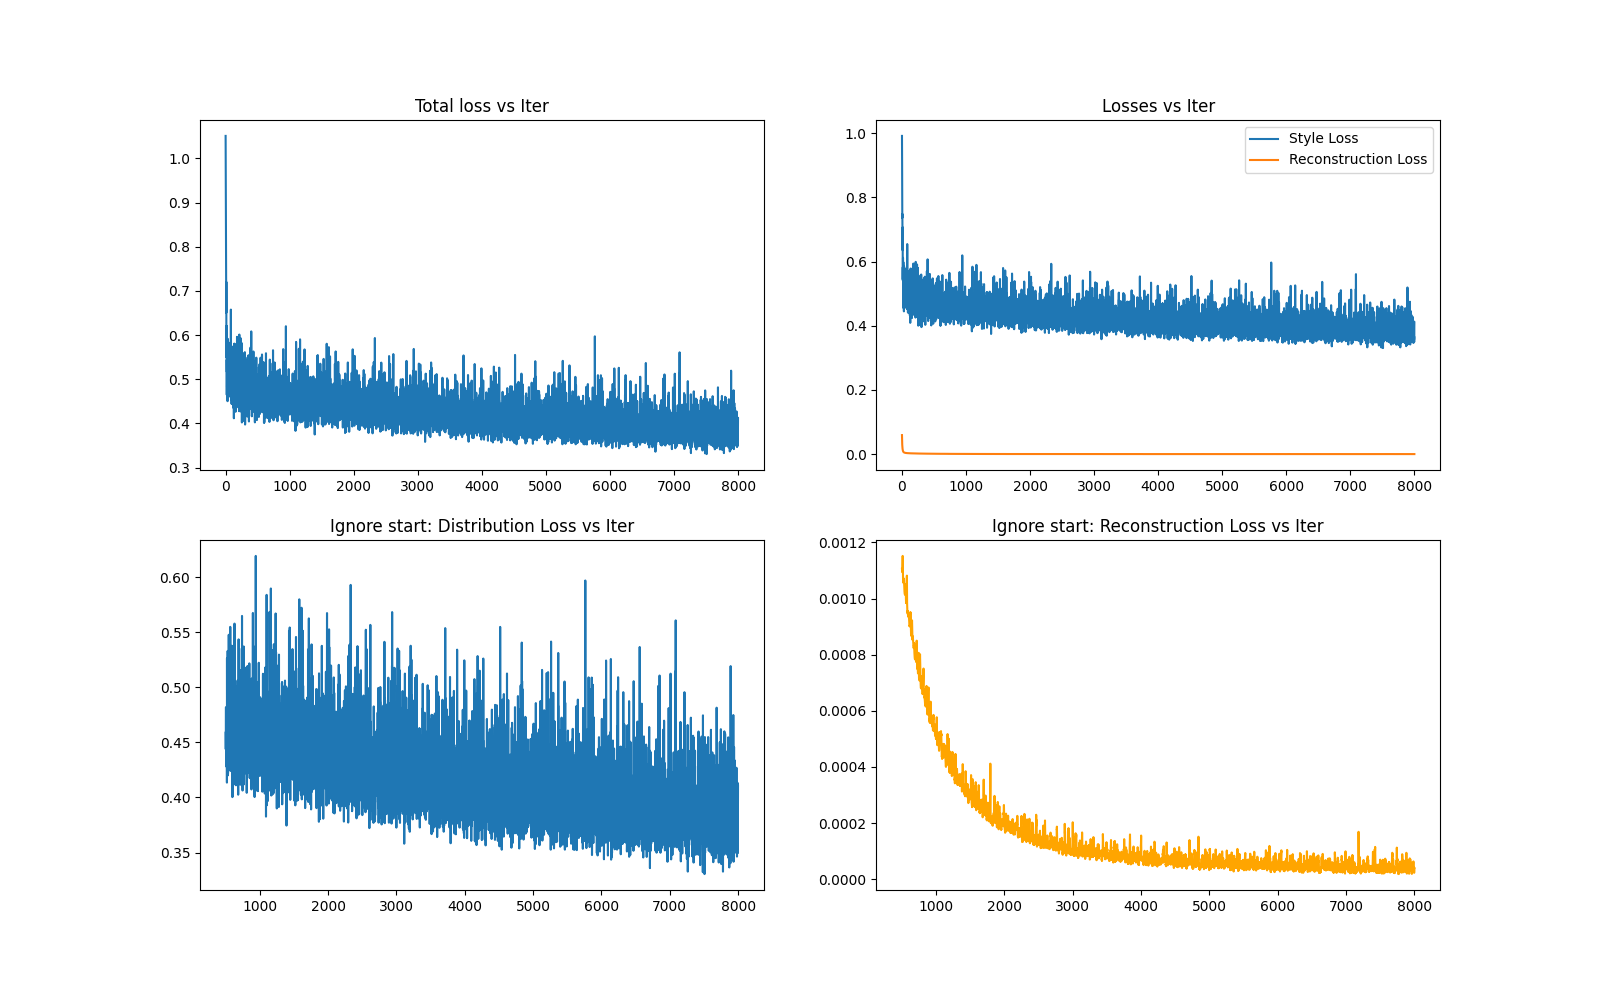 Total loss vs Iter
1.0
0.9
0.8
0.7
0.6
0.5
0.4
0.3
0 1000 2000 3000 4000 5000 6000 7000 8000
Losses vs Iter
Style Loss
Reconstruction Loss
1.0
0.8
0.6
0.4
0.2
0.0
0 1000 2000 3000 4000 5000 6000 7000 8000
Ignore start: Distribution Loss vs Iter
0.60
0.55
0.50
0.45
0.40
0.35
1000 2000 3000 4000 5000 6000 7000 8000
Ignore start: Reconstruction Loss vs Iter
0.0012
0.0010
0.0008
0.0006
0.0004
0.0002
0.0000
1000 2000 3000 4000 5000 6000 7000 8000